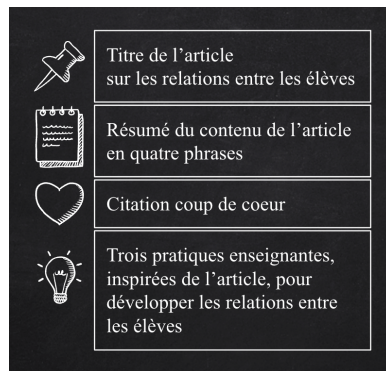 Titre de l'article
sur les relations entre les élèves
Résumé du contenu de l'article
en quatre phrases
Citation coup de coeur
Trois pratiques enseignantes,
inspirées de l'article, pour
développer les relations entre
les élèves